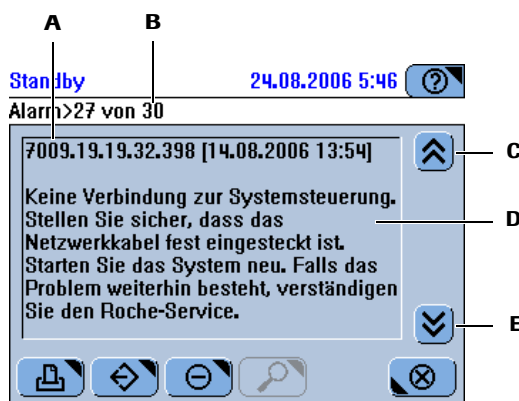 A B
Standby 24.08.2006 5:46
Alarm>27 von 30
7009.19.19.32.398 [14.08.2006 13:54]
C
Keine Verbindung zur Systemsteuerung.
Stellen Sie sicher, dass das
D
Netzwerkkabel fest eingesteckt ist.
Starten Sie das System neu. Falls das
Problem weiterhin besteht, verständigen
Sie den Roche-Service.
E